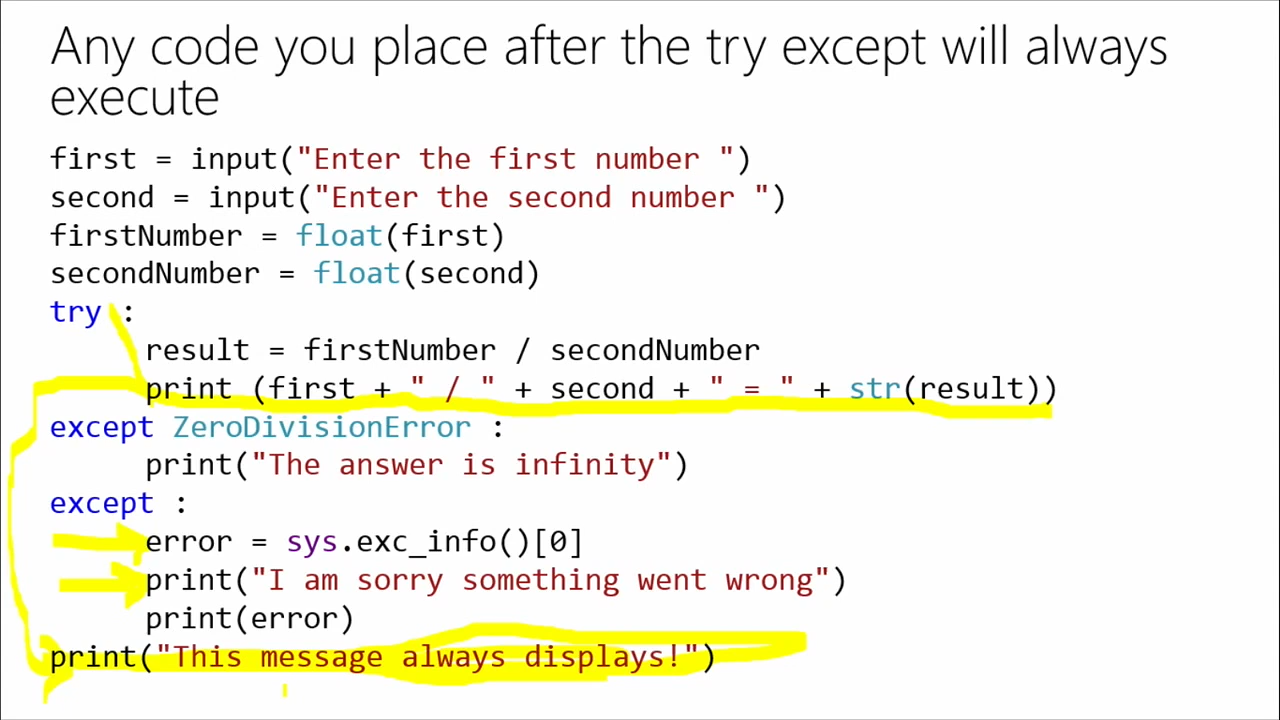 Any code you place after the try except will always
execute
first = input("Enter the first number ")
second = input("Enter the second number ")
firstNumber = float(first)
secondNumber = float(second)
try :
result = firstNumber / secondNumber
print (first + " / " + second + " = " + str(result))
except ZeroDivisionError :
print("The answer is infinity")
except :
error = sys.exc_info()[0]
print("I am sorry something went wrong")
print(error)
print("This message always displays!")